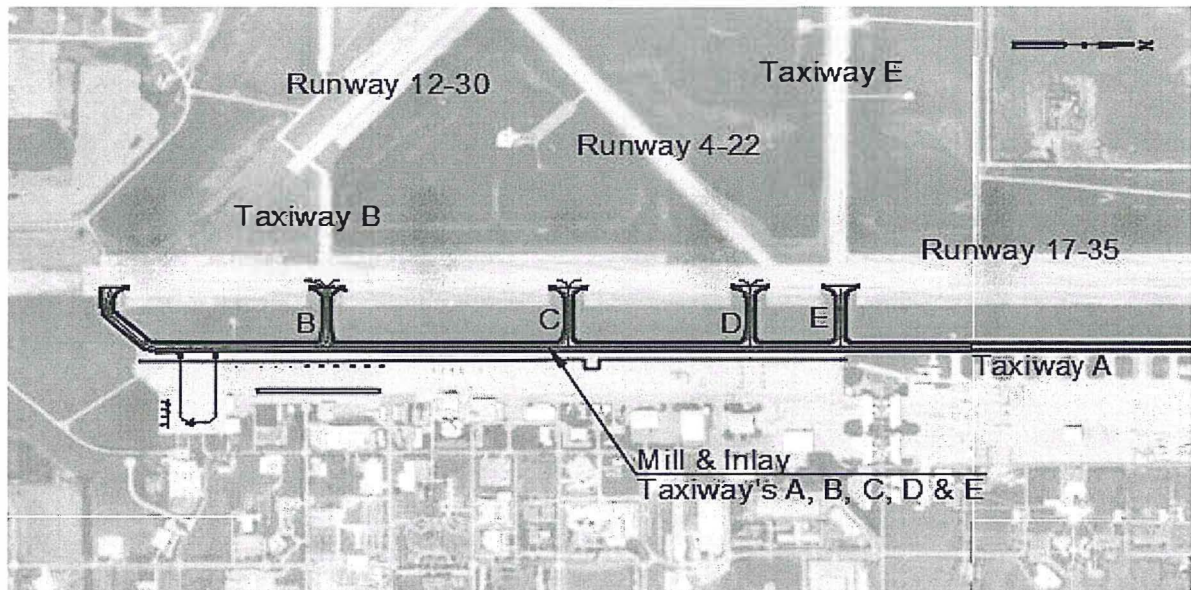 Runway 12-30
Taxiway E
Runway 4-22
Taxiway B
Runway 17-35
B
C
D
E
Taxiway A
Mill & Inlay
Taxiway's A, B, C, D & E